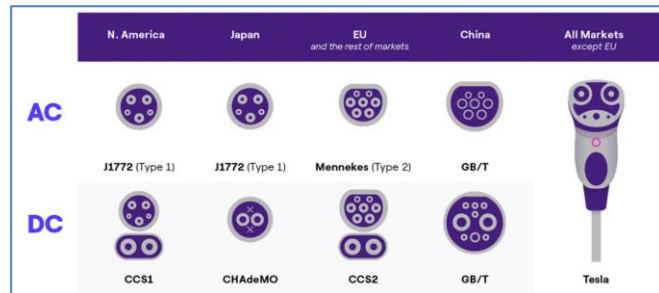 N. America
Japan
EU
and the rest of markets
China
All Markets
except EU
AC
J1772 (Type 1)
J1772 (Type 1)
Mennekes (Type 2)
GB/T
DC
CCS1
CHAdeMO
CCS2
GB/T
Tesla